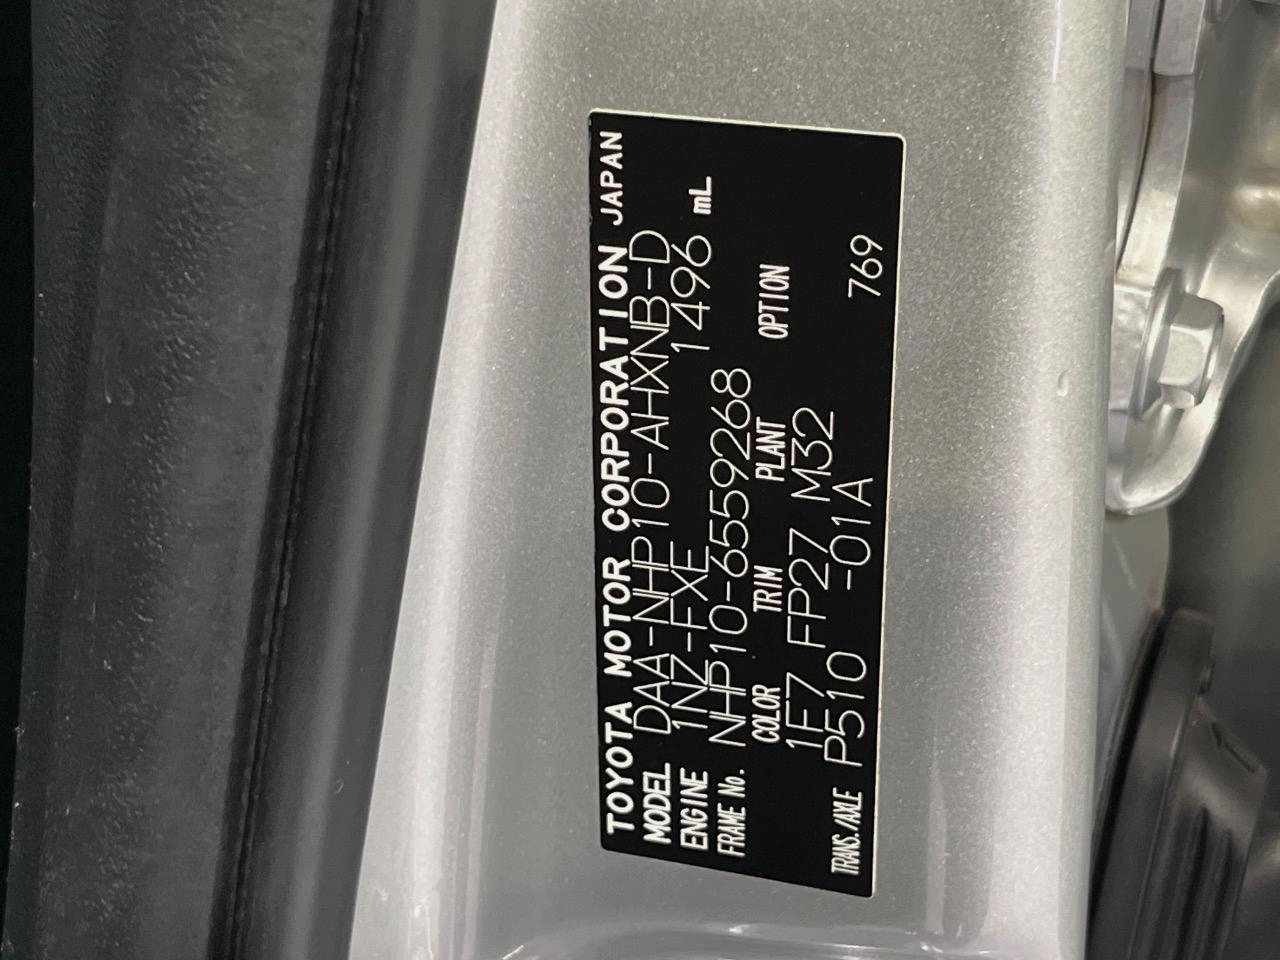 TOYOTA MOTOR CORPORATION JAPAN
MODEL DAA-NHP10-AHXNB-D
ENGINE 1NZ-FXE 1496 mL
FRAME No. NHP10-6559268
COLOR TRIM PLANT OPTION
1F7 FP27 M32
TRANS./AXLE P510 -01A 769